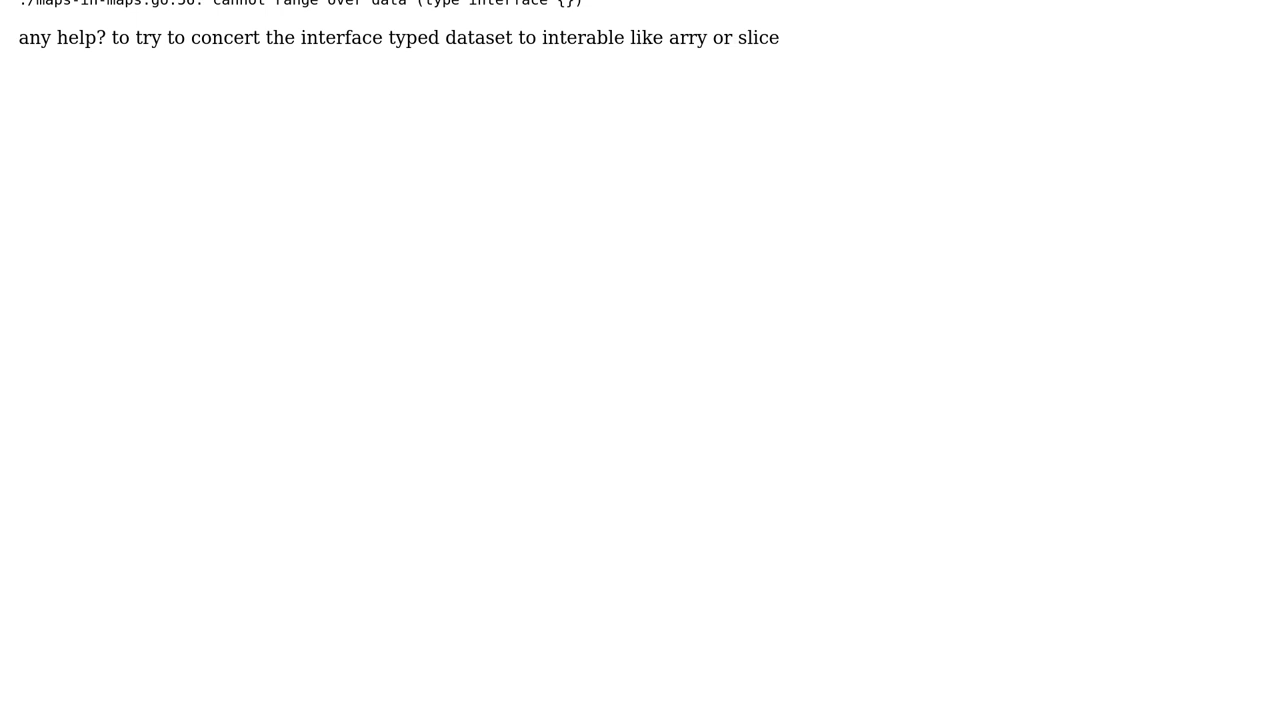 ./maps-in-maps.go:56: cannot range over data (type interface {})
any help? to try to concert the interface typed dataset to interable like arry or slice